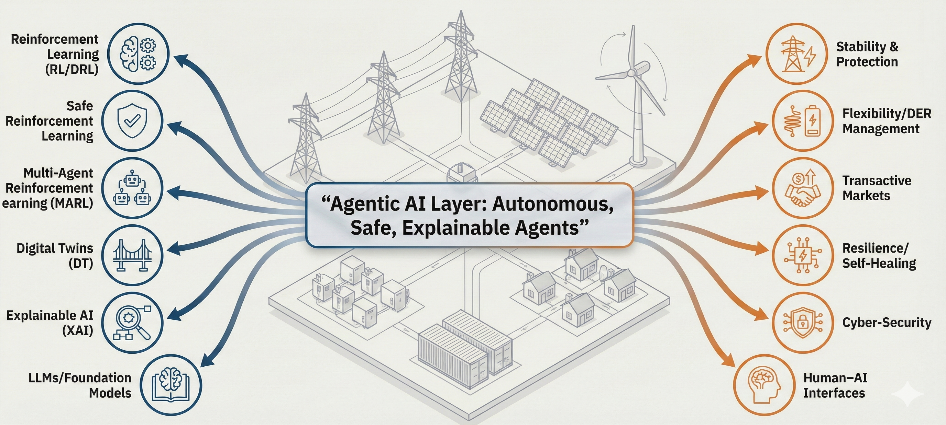 Reinforcement
Learning
(RL/DRL)
Safe
Reinforcement
Learning
Multi-Agent
Reinforcement
earning (MARL)
Digital Twins
(DT)
Explainable AI
(XAI)
LLMs/Foundation
Models
“Agentic AI Layer: Autonomous,
Safe, Explainable Agents”
Stability &
Protection
Flexibility/DER
Management
Transactive
Markets
Resilience/
Self-Healing
Cyber-Security
Human–AI
Interfaces